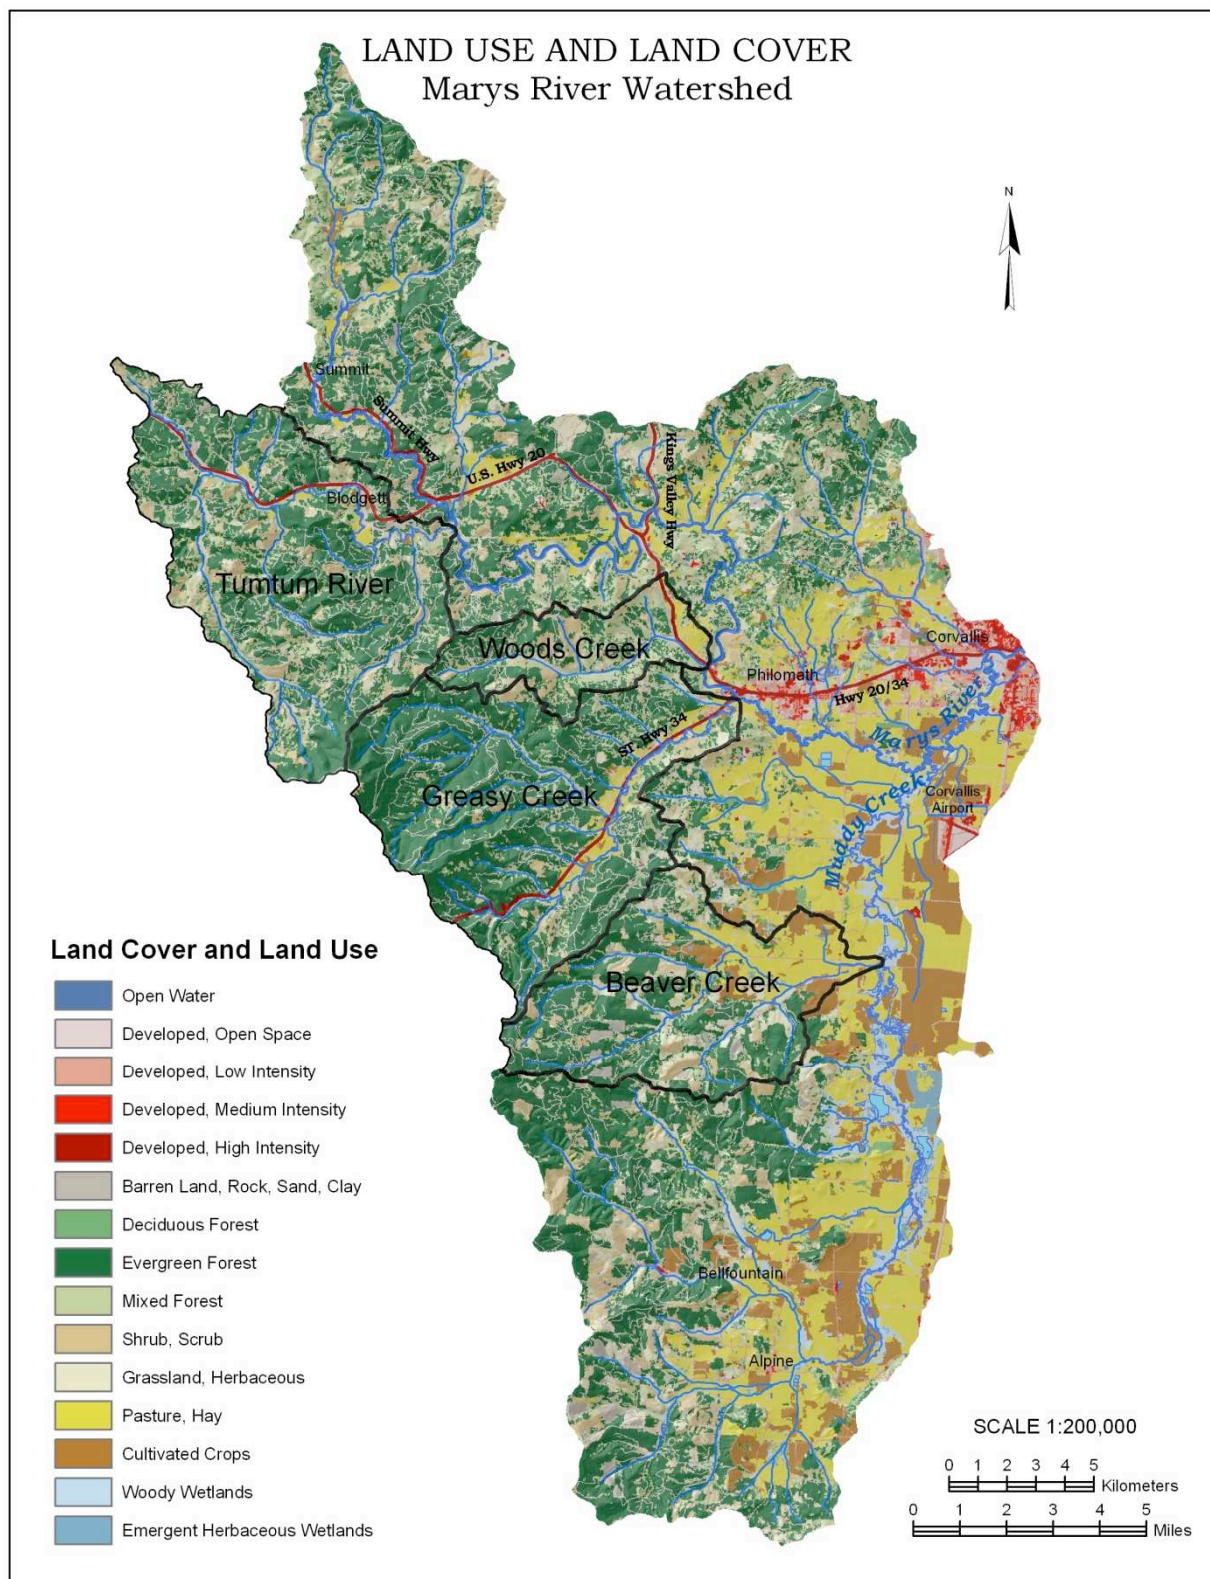 LAND USE AND LAND COVER
Marys River Watershed
N
Summit
Summit Hwy
U.S. Hwy 20
Kings Valley Hwy
Blodgett
Tumtum River
Woods Creek
Corvallis
Philomath
Hwy 20/34
Marys River
ST. Hwy 34
Greasy Creek
Muddy Creek
Corvallis
Airport
Beaver Creek
Bellfountain
Alpine
Land Cover and Land Use
Open Water
Developed, Open Space
Developed, Low Intensity
Developed, Medium Intensity
Developed, High Intensity
Barren Land, Rock, Sand, Clay
Deciduous Forest
Evergreen Forest
Mixed Forest
Shrub, Scrub
Grassland, Herbaceous
Pasture, Hay
Cultivated Crops
Woody Wetlands
Emergent Herbaceous Wetlands
SCALE 1:200,000
0 1 2 3 4 5
Kilometers
0 1 2 3 4 5
Miles